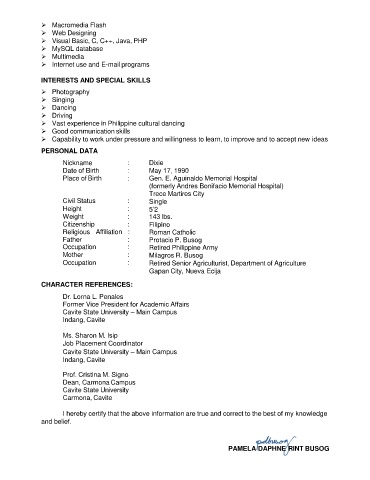 ➢ Macromedia Flash
➢ Web Designing
➢ Visual Basic, C, C++, Java, PHP
➢ MySQL database
➢ Multimedia
➢ Internet use and E-mail programs
INTERESTS AND SPECIAL SKILLS
➢ Photography
➢ Singing
➢ Dancing
➢ Driving
➢ Vast experience in Philippine cultural dancing
➢ Good communication skills
➢ Capability to work under pressure and willingness to learn, to improve and to accept new ideas
PERSONAL DATA
Nickname : Dixie
Date of Birth : May 17, 1990
Place of Birth : Gen. E. Aguinaldo Memorial Hospital
(formerly Andres Bonifacio Memorial Hospital)
Trece Martires City
Civil Status : Single
Height : 5'2
Weight : 143 lbs.
Citizenship : Filipino
Religious Affiliation : Roman Catholic
Father : Protacio P. Busog
Occupation : Retired Philippine Army
Mother : Milagros R. Busog
Occupation : Retired Senior Agriculturist, Department of Agriculture
Gapan City, Nueva Ecija
CHARACTER REFERENCES:
Dr. Lorna L. Penales
Former Vice President for Academic Affairs
Cavite State University – Main Campus
Indang, Cavite
Ms. Sharon M. Isip
Job Placement Coordinator
Cavite State University – Main Campus
Indang, Cavite
Prof. Cristina M. Signo
Dean, Carmona Campus
Cavite State University
Carmona, Cavite
I hereby certify that the above information are true and correct to the best of my knowledge
and belief.
PAMELA DAPHNE RINT BUSOG